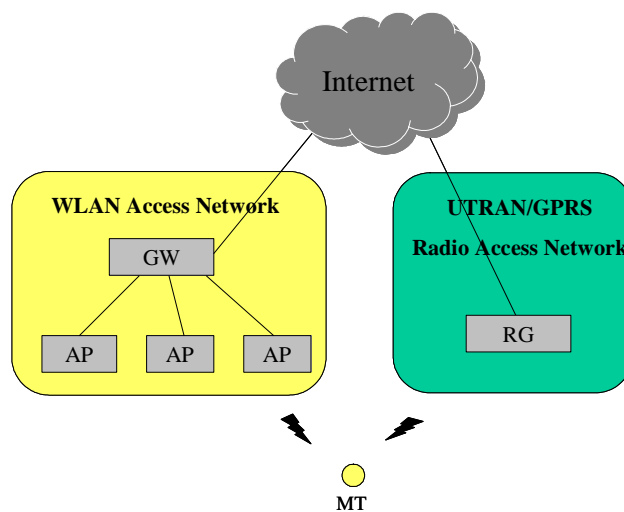 Internet
WLAN Access Network
UTRAN/GPRS
Radio Access Network
GW
RG
AP AP AP
MT